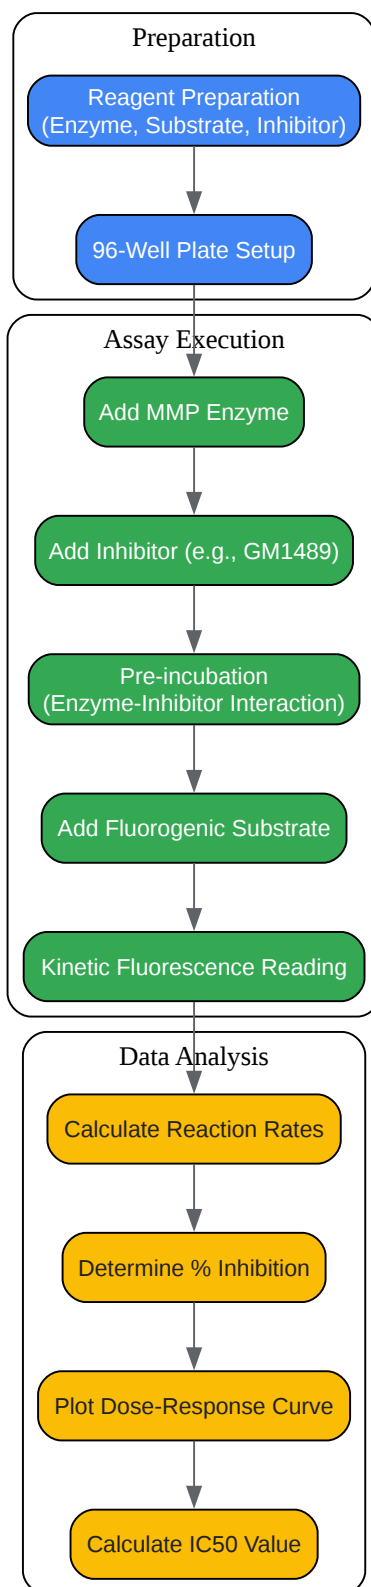 Preparation
Reagent Preparation
(Enzyme, Substrate, Inhibitor)
96-Well Plate Setup
Assay Execution
Add MMP Enzyme
Add Inhibitor (e.g., GM1489)
Pre-incubation
(Enzyme-Inhibitor Interaction)
Add Fluorogenic Substrate
Kinetic Fluorescence Reading
Data Analysis
Calculate Reaction Rates
Determine % Inhibition
Plot Dose-Response Curve
Calculate IC50 Value